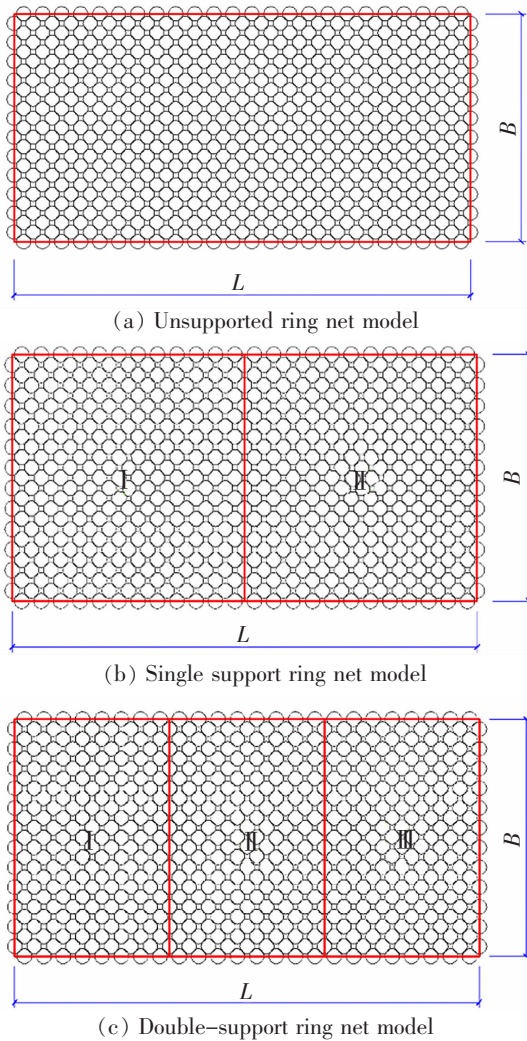 B
L
(a) Unsupported ring net model
Ⅰ Ⅱ
B
L
(b) Single support ring net model
Ⅰ Ⅱ Ⅲ
B
L
(c) Double-support ring net model